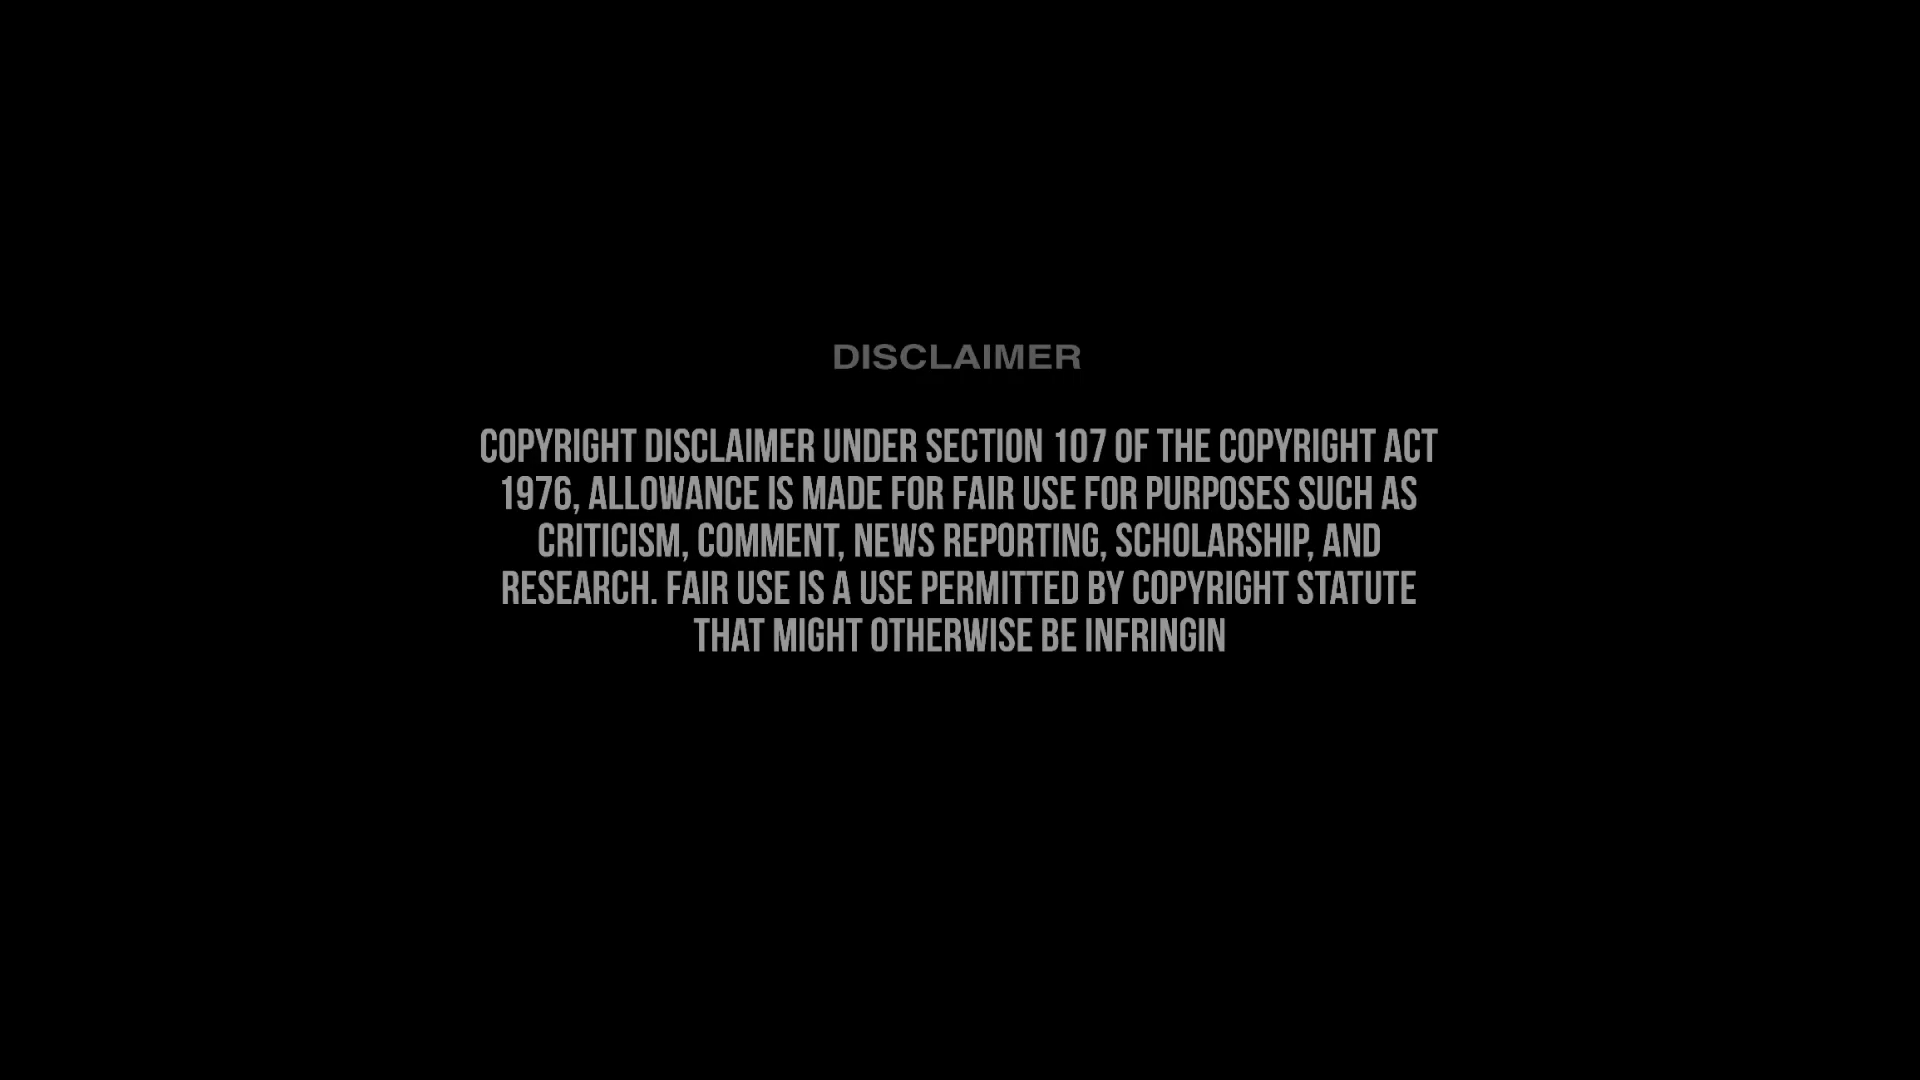 DISCLAIMER
COPYRIGHT DISCLAIMER UNDER SECTION 107 OF THE COPYRIGHT ACT
1976, ALLOWANCE IS MADE FOR FAIR USE FOR PURPOSES SUCH AS
CRITICISM, COMMENT, NEWS REPORTING, SCHOLARSHIP, AND
RESEARCH. FAIR USE IS A USE PERMITTED BY COPYRIGHT STATUTE
THAT MIGHT OTHERWISE BE INFRINGIN